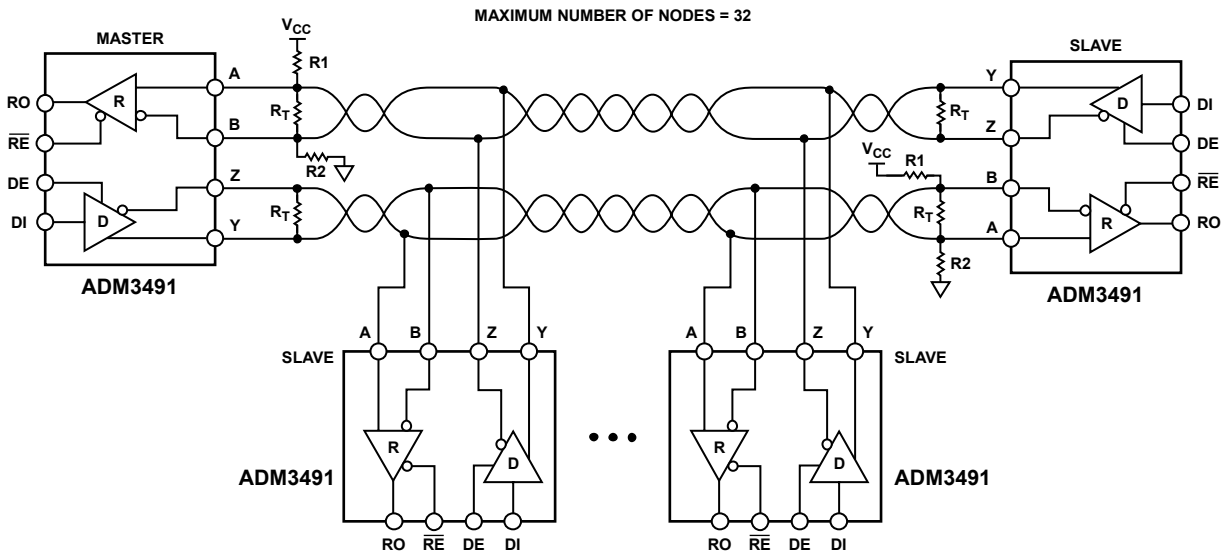 MAXIMUM NUMBER OF NODES = 32
MASTER
VCC
SLAVE
A
R1
Y
RO
R
RT
RT
D
DI
B
Z
RE
R2
VCC
R1
DE
DE
Z
B
RE
DI
D
RT
RT
R
RO
Y
A
R2
ADM3491
ADM3491
A B Z Y
A B Z Y
SLAVE
SLAVE
R
D
R
D
ADM3491
ADM3491
RO RE DE DI
RO RE DE DI